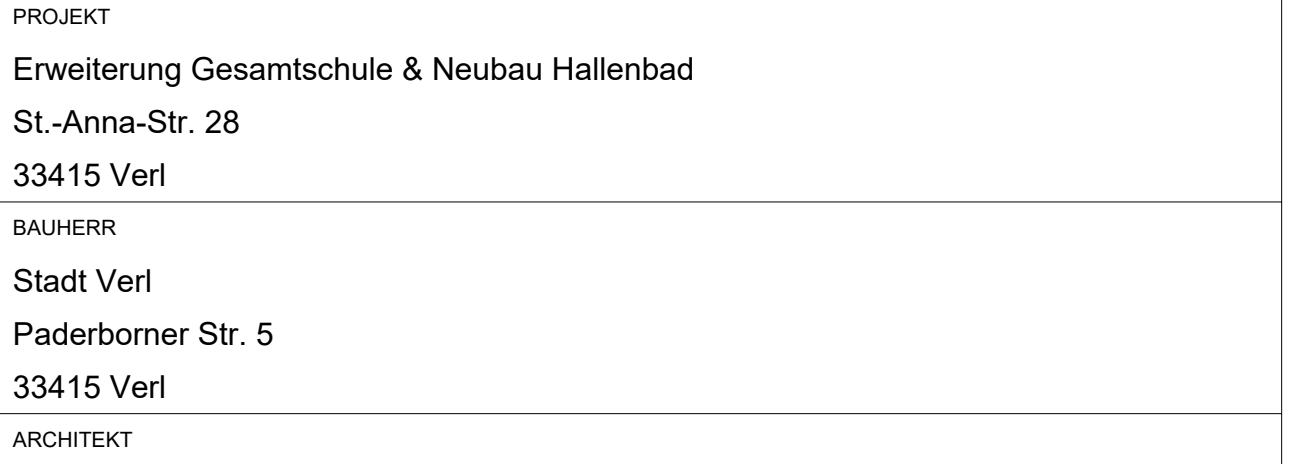 PROJEKT
Erweiterung Gesamtschule & Neubau Hallenbad
St.-Anna-Str. 28
33415 Verl
BAUHERR
Stadt Verl
Paderborner Str. 5
33415 Verl
ARCHITEKT